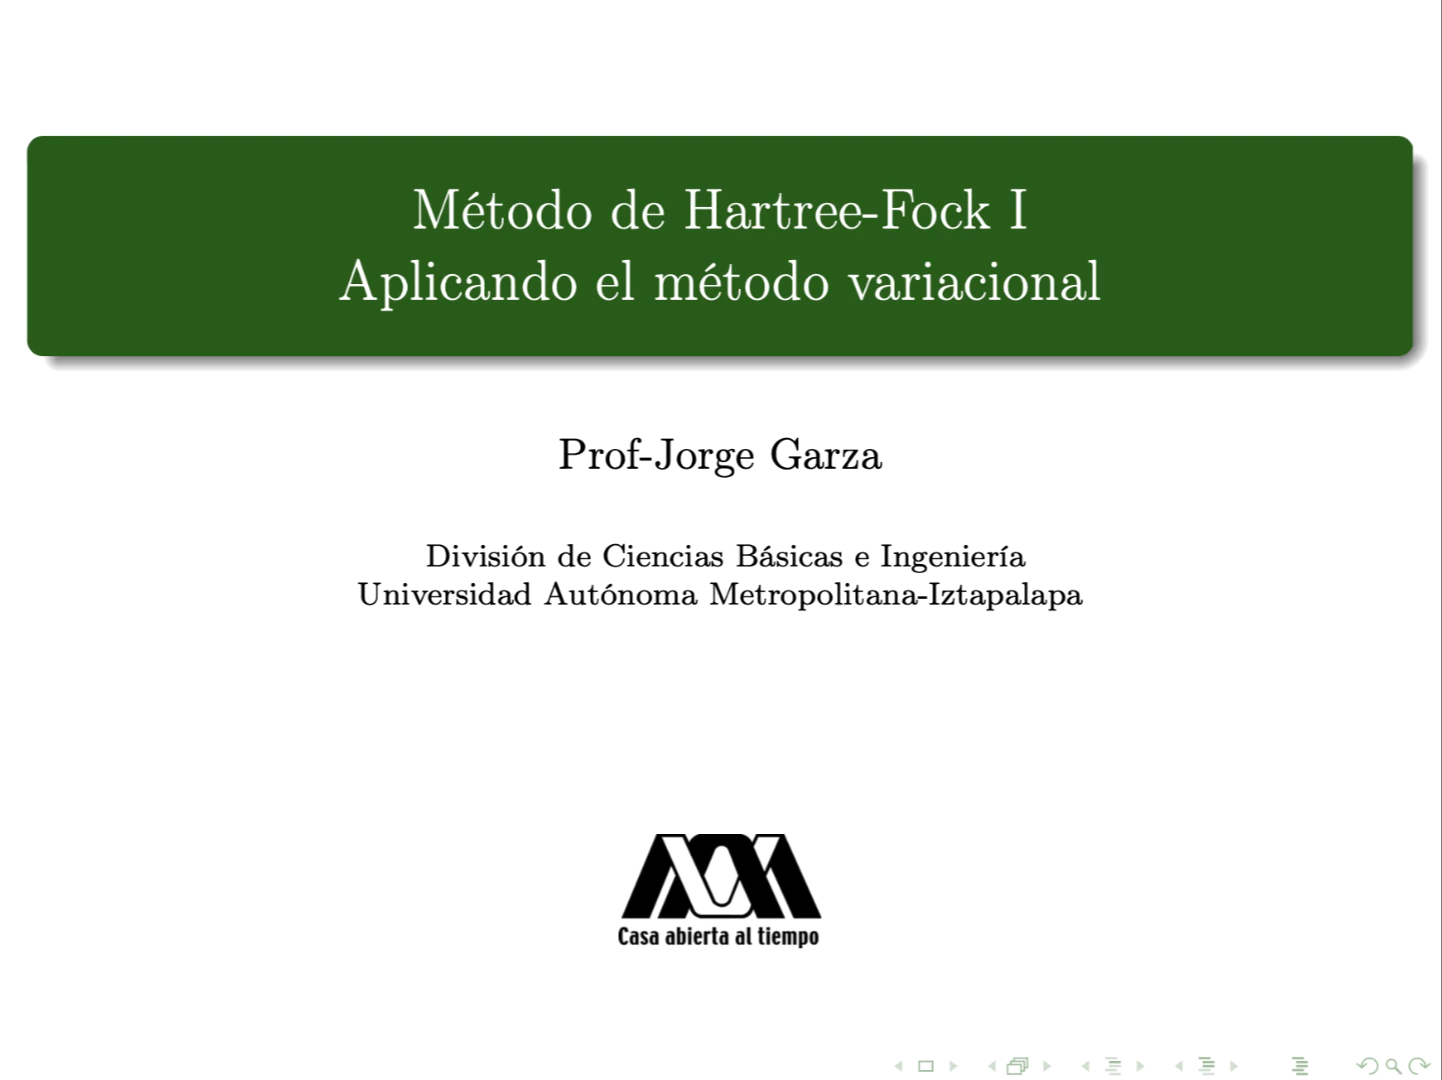 Método de Hartree-Fock I
Aplicando el método variacional
Prof-Jorge Garza
División de Ciencias Básicas e Ingeniería
Universidad Autónoma Metropolitana-Iztapalapa
Casa abierta al tiempo